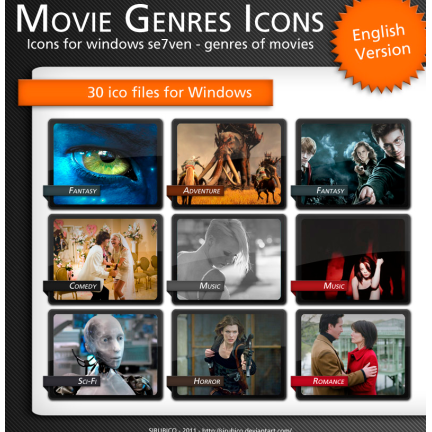 Movie Genres Icons
Icons for windows se7ven - genres of movies
English
Version
30 ico files for Windows
Fantasy
Adventure
Fantasy
Comedy
Music
Music
Sci-Fi
Horror
Romance
SIRUBICO - 2011 - http://sirubico.deviantart.com/